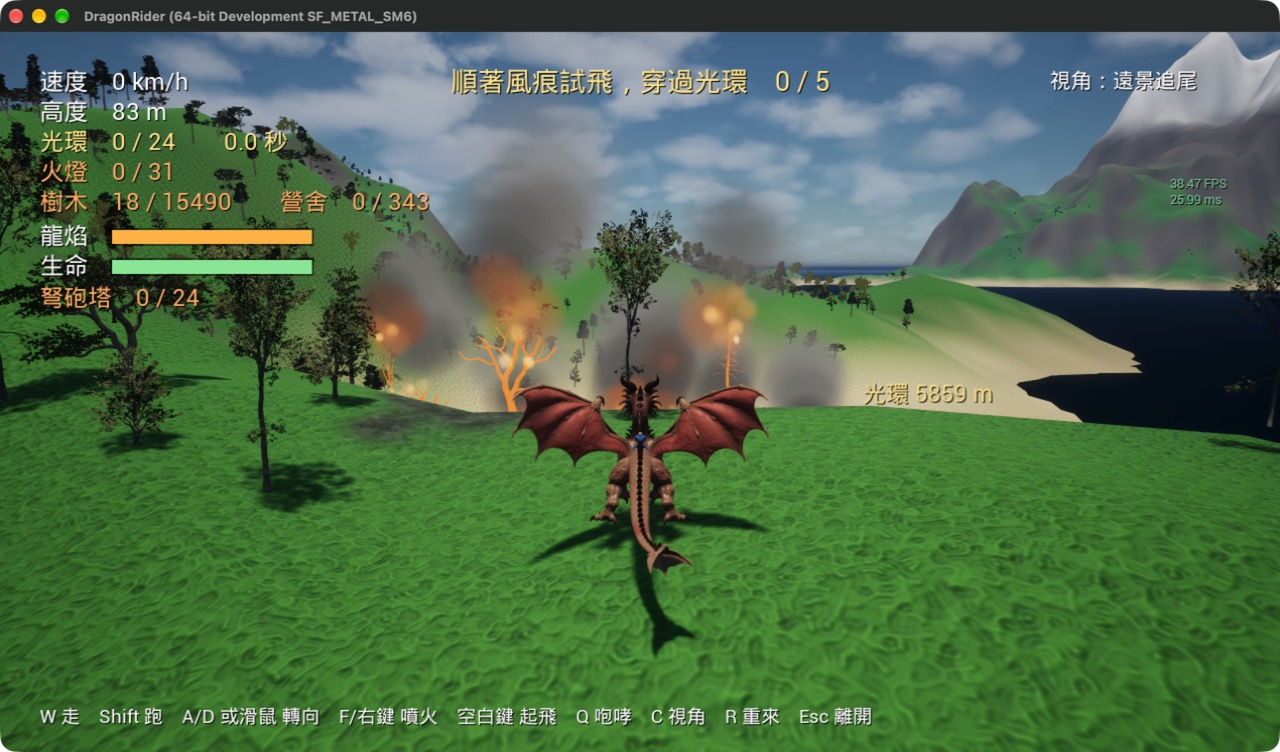 DragonRider (64-bit Development SF_METAL_SM6)
速度 0 km/h
順著風痕試飛，穿過光環 0 / 5
視角：遠景追尾
高度 83 m
光環 0 / 24 0.0 秒
火燈 0 / 31
樹木 18 / 15490 營舍 0 / 343
38.47 FPS
25.99 ms
龍焰
生命
弩砲塔 0 / 24
光環 5859 m
W 走 Shift 跑 A/D 或滑鼠 轉向 F/右鍵 噴火 空白鍵 起飛 Q 咆哮 C 視角 R 重來 Esc 離開